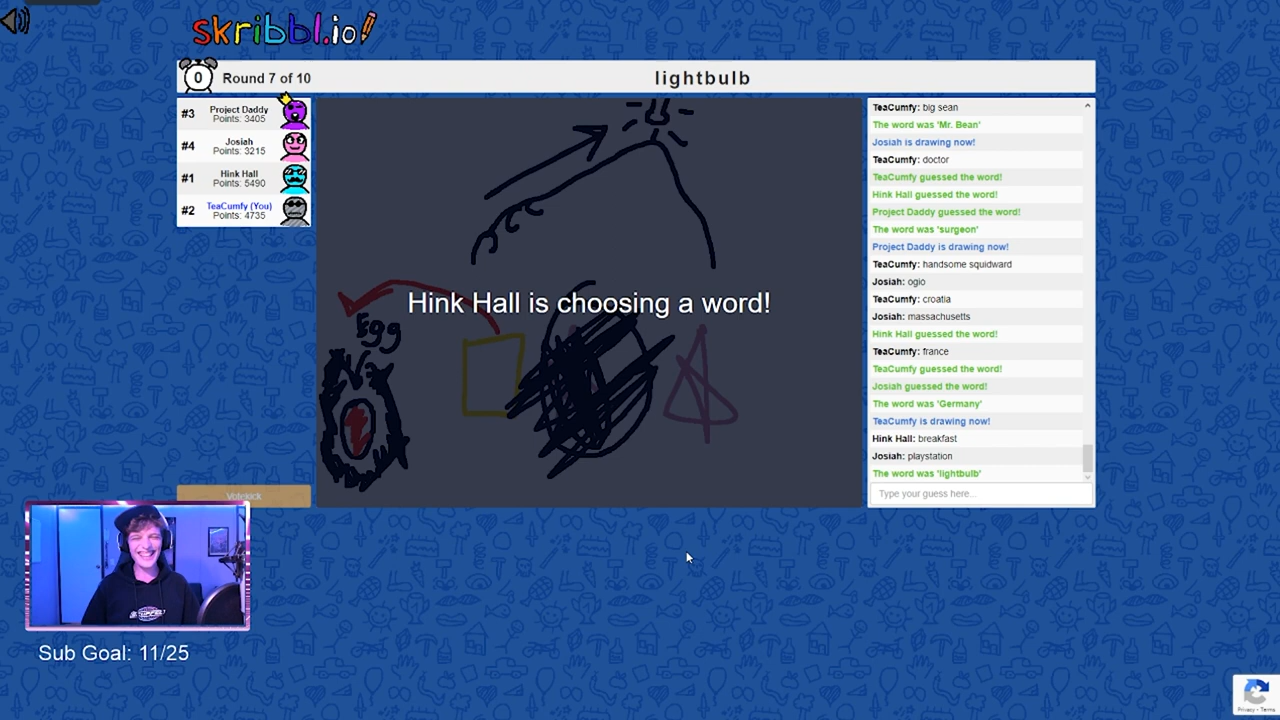 skribbl.io
0
Round 7 of 10
lightbulb
#3
Project Daddy
Points: 3405
#4
Josiah
Points: 3215
#1
Hink Hall
Points: 5490
#2
TeaCumfy (You)
Points: 4735
Votekick
Hink Hall is choosing a word!
Egg
TeaCumfy: big sean
The word was 'Mr. Bean'
Josiah is drawing now!
TeaCumfy: doctor
TeaCumfy guessed the word!
Hink Hall guessed the word!
Project Daddy guessed the word!
The word was 'surgeon'
Project Daddy is drawing now!
TeaCumfy: handsome squidward
Josiah: ogio
TeaCumfy: croatia
Josiah: massachusetts
Hink Hall guessed the word!
TeaCumfy: france
TeaCumfy guessed the word!
Josiah guessed the word!
The word was 'Germany'
TeaCumfy is drawing now!
Hink Hall: breakfast
Josiah: playstation
The word was 'lightbulb'
Type your guess here...
Sub Goal: 11/25
Privacy - Terms